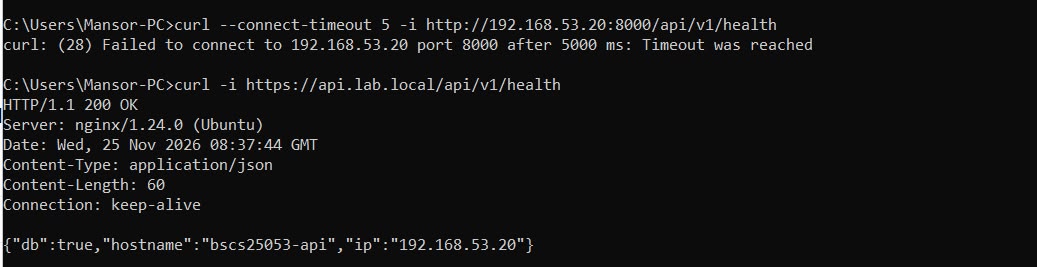 C:\Users\Mansor-PC>curl --connect-timeout 5 -i http://192.168.53.20:8000/api/v1/health
curl: (28) Failed to connect to 192.168.53.20 port 8000 after 5000 ms: Timeout was reached
C:\Users\Mansor-PC>curl -i https://api.lab.local/api/v1/health
HTTP/1.1 200 OK
Server: nginx/1.24.0 (Ubuntu)
Date: Wed, 25 Nov 2026 08:37:44 GMT
Content-Type: application/json
Content-Length: 60
Connection: keep-alive
{"db":true,"hostname":"bscs25053-api","ip":"192.168.53.20"}